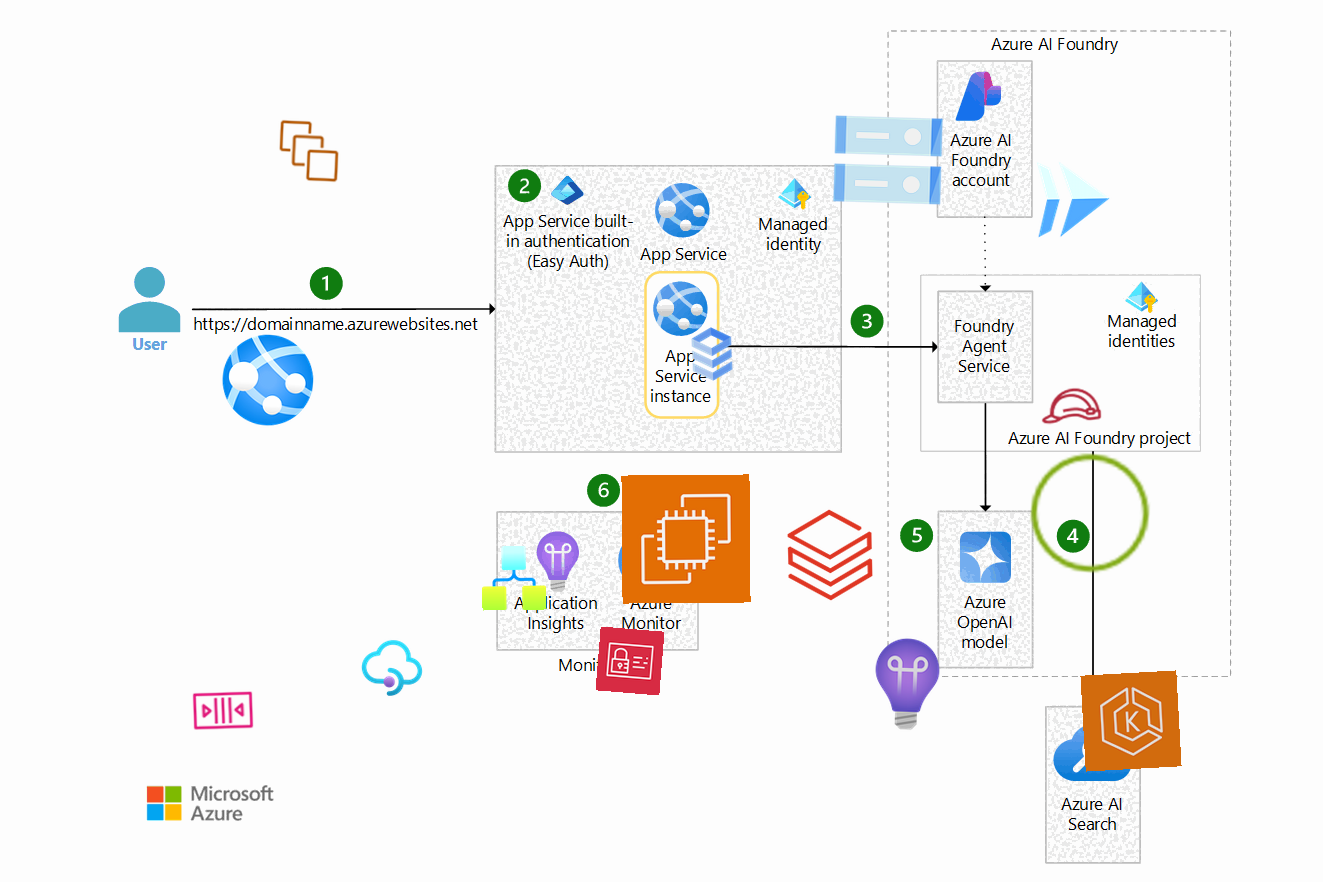 Azure AI Foundry
Azure AI
Foundry
account
2
App Service built-
in authentication
(Easy Auth)
App Service
Managed
identity
1
https://domainname.azurewebsites.net
User
App
Service
instance
3
Foundry
Agent
Service
Managed
identities
Azure AI Foundry project
6
Application
Insights
Azure
Monitor
Moni
5
4
Azure
OpenAI
model
K
Azure AI
Search
Microsoft
Azure